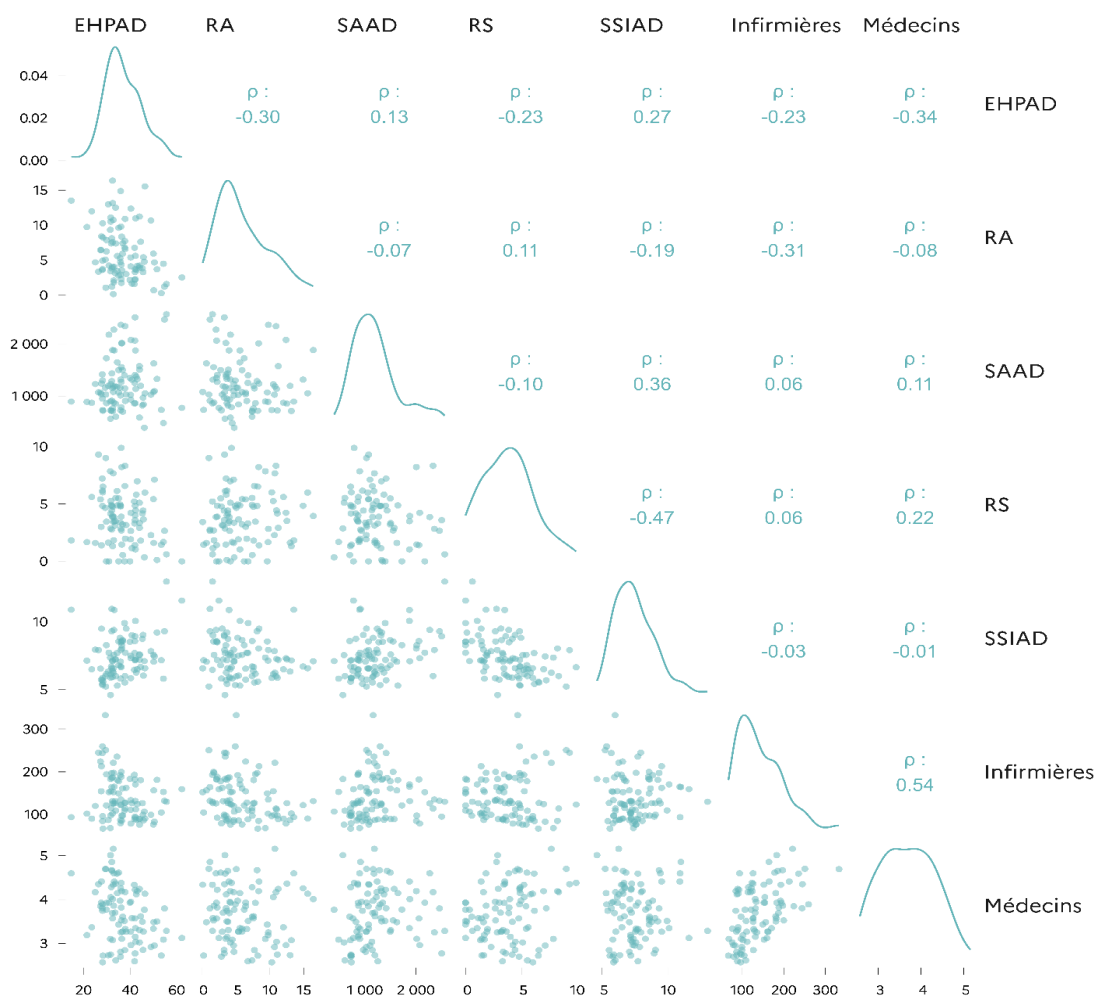 EHPAD RA SAAD RS SSIAD Infirmières Médecins
0.04
0.02
0.00
ρ : ρ : ρ : ρ : ρ : ρ :
-0.30 0.13 -0.23 0.27 -0.23 -0.34
EHPAD
15
10
5
0
ρ : ρ : ρ : ρ : ρ :
-0.07 0.11 -0.19 -0.31 -0.08
RA
2 000
1 000
ρ : ρ : ρ : ρ :
-0.10 0.36 0.06 0.11
SAAD
10
5
0
ρ : ρ : ρ :
-0.47 0.06 0.22
RS
10
5
ρ : ρ :
-0.03 -0.01
SSIAD
300
200
100
ρ :
0.54
Infirmières
5
4
3
Médecins
20 40 60 0 5 10 15 1 000 2 000 0 5 10 5 10 100 200 300 3 4 5